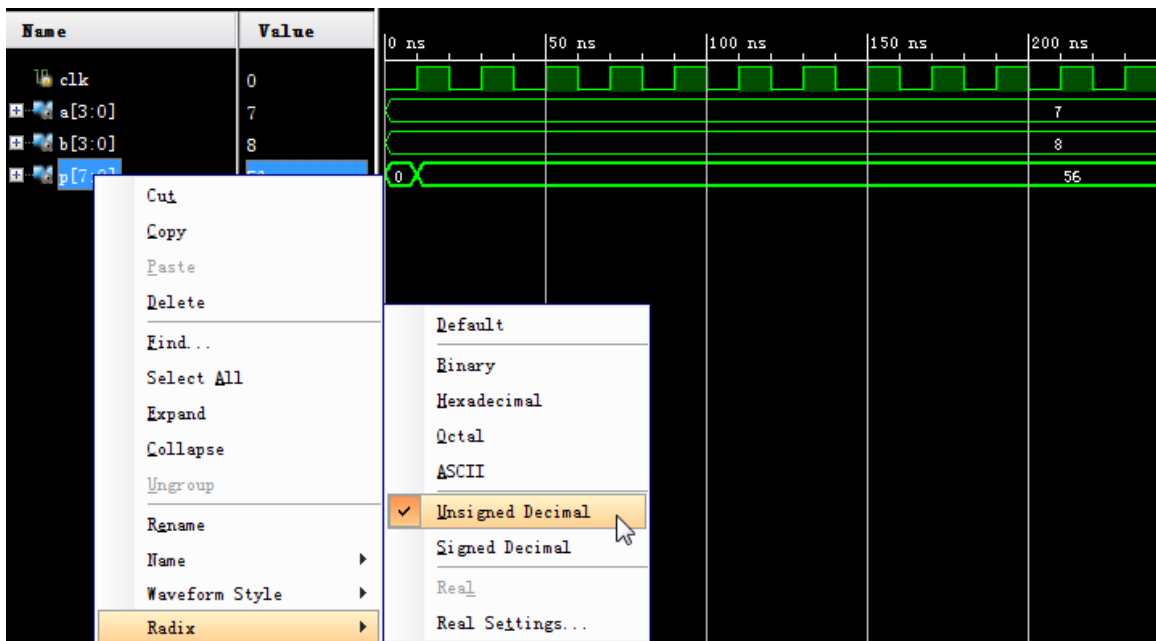 Name Value 0 ns 50 ns 100 ns 150 ns 200 ns
clk 0
a[3:0] 7 7
b[3:0] 8 8
0 56
Cut
Copy
Paste
Delete
Find...
Select All
Expand
Collapse
Ungroup
Rename
Name
Waveform Style
Radix
Default
Binary
Hexadecimal
Octal
ASCII
Unsigned Decimal
Signed Decimal
Real
Real Settings...